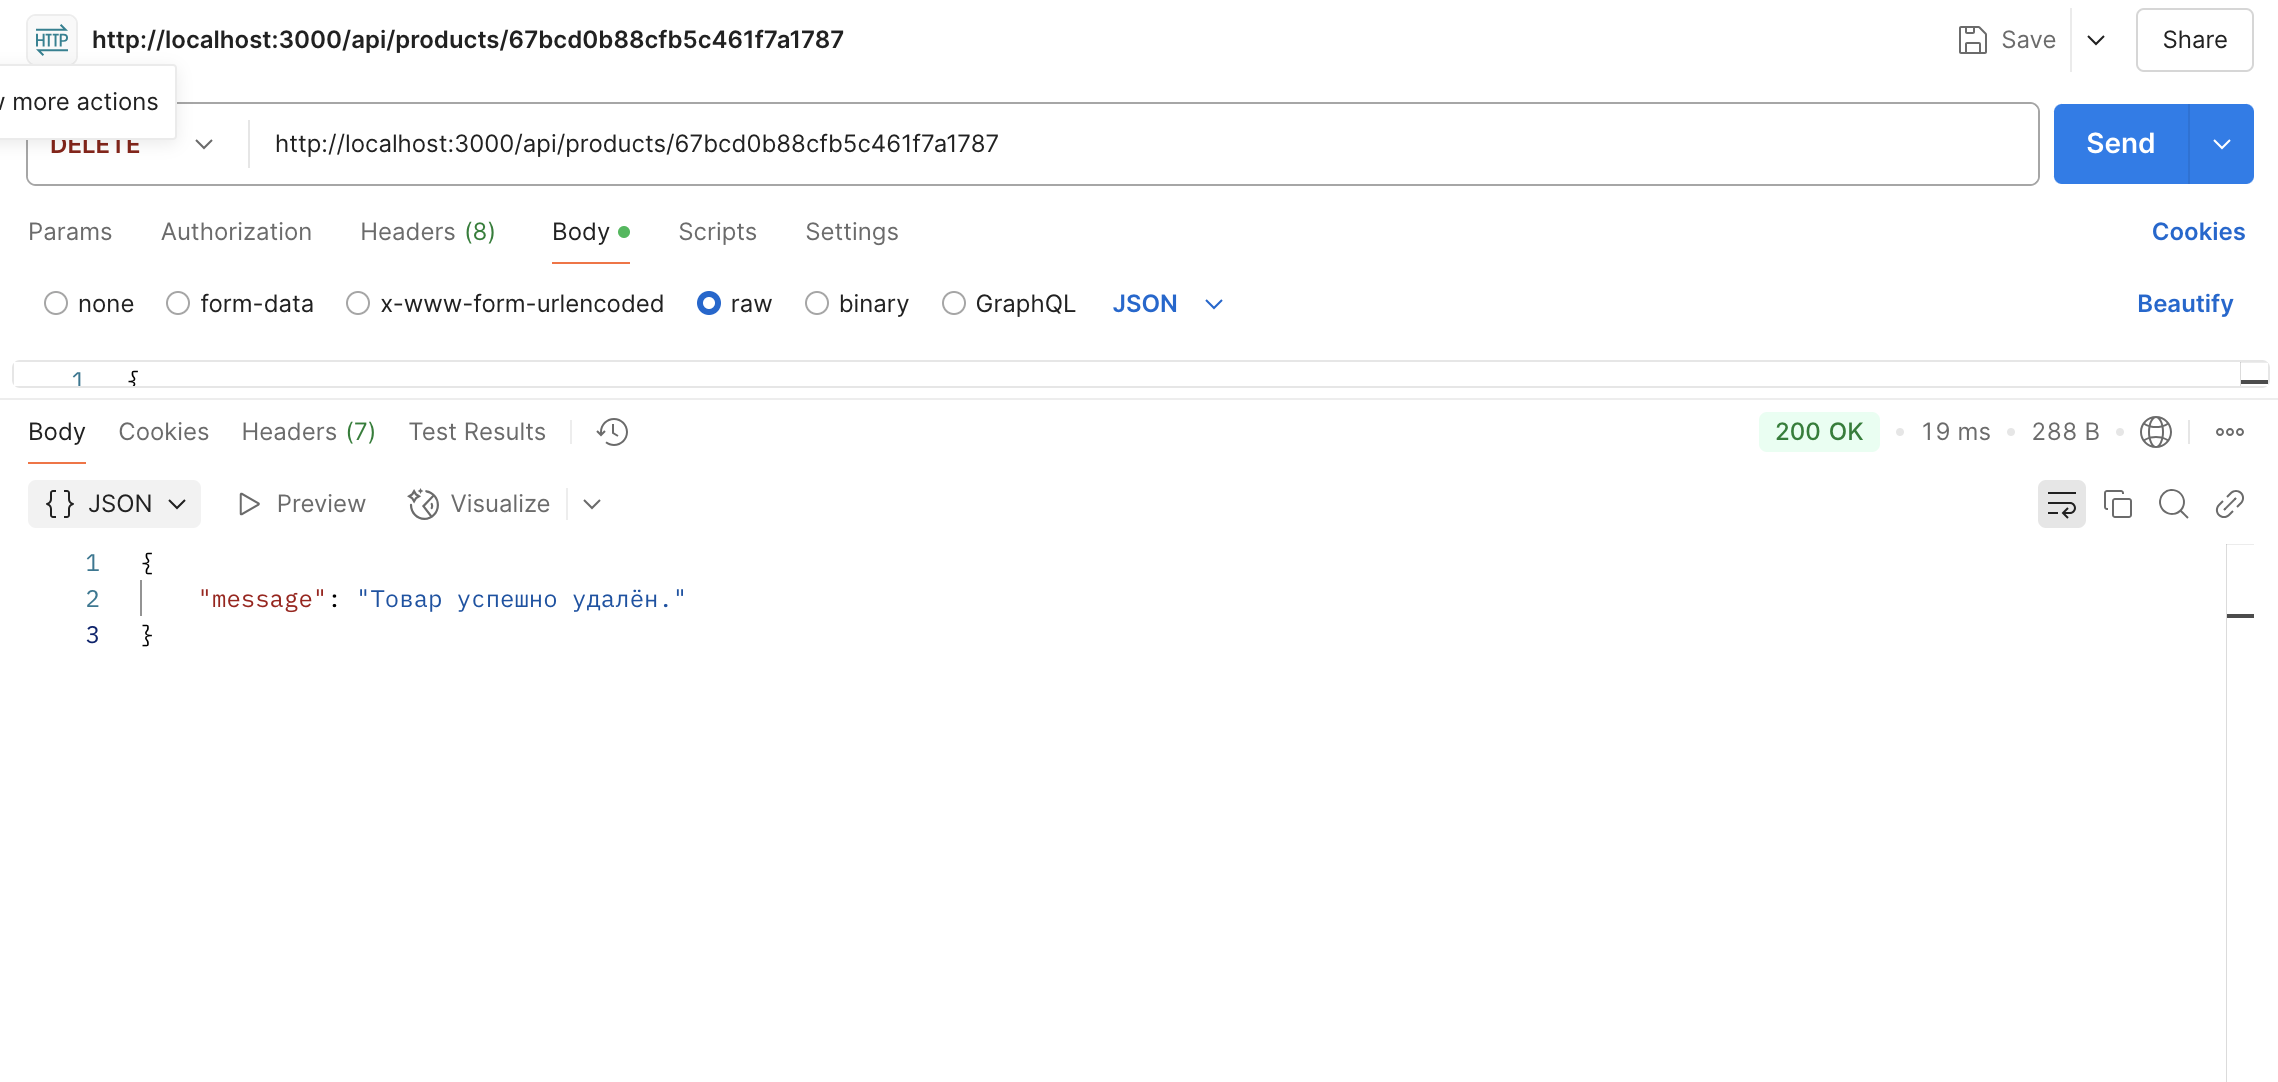 HTTP http://localhost:3000/api/products/67bcd0b88cfb5c461f7a1787 Save Share
more actions
DELETE http://localhost:3000/api/products/67bcd0b88cfb5c461f7a1787 Send
Params Authorization Headers (8) Body Scripts Settings Cookies
none form-data x-www-form-urlencoded raw binary GraphQL JSON Beautify
1 {
Body Cookies Headers (7) Test Results 200 OK 19 ms 288 B
{} JSON Preview Visualize
1 {
2 "message": "Товар успешно удалён."
3 }